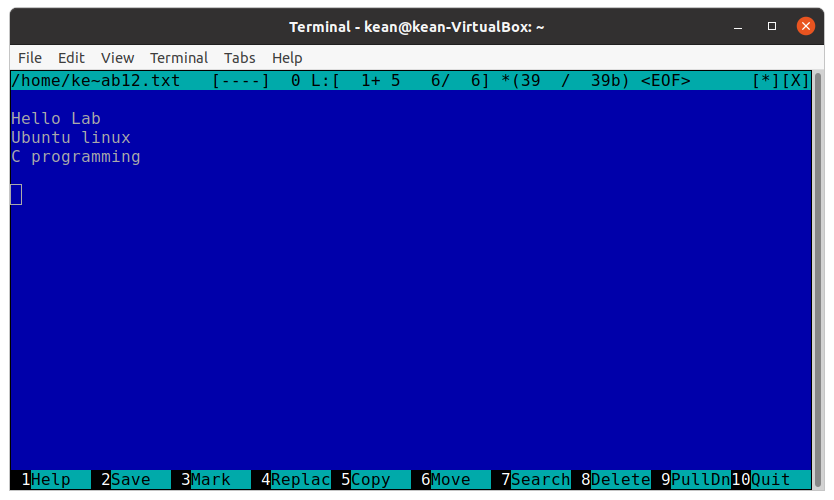 Terminal - kean@kean-VirtualBox: ~
File Edit View Terminal Tabs Help
/home/ke~ab12.txt [----] 0 L:[ 1+ 5 6/ 6] *(39 / 39b) <EOF> [*][X]
Hello Lab
Ubuntu linux
C programming
1Help 2Save 3Mark 4Replac 5Copy 6Move 7Search 8Delete 9PullDn 10Quit